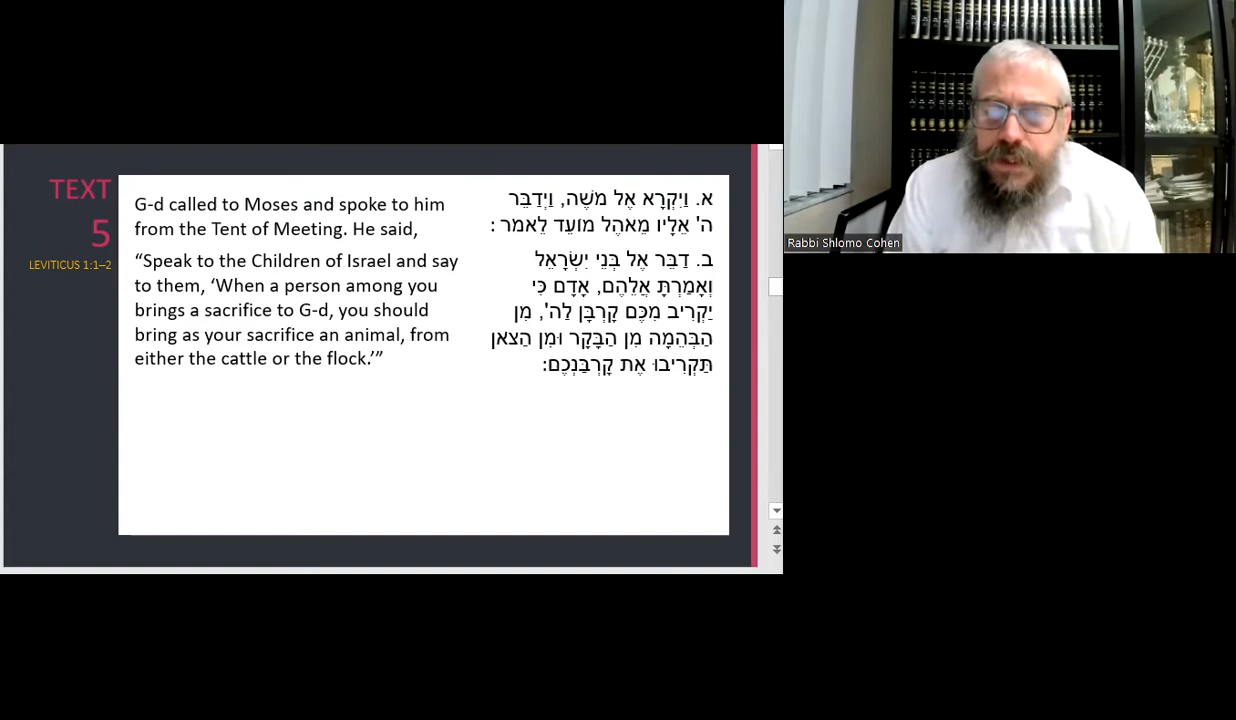 TEXT
5
LEVITICUS 1:1–2
G-d called to Moses and spoke to him
from the Tent of Meeting. He said,
“Speak to the Children of Israel and say
to them, ‘When a person among you
brings a sacrifice to G-d, you should
bring as your sacrifice an animal, from
either the cattle or the flock.’”
א. וַיִּקְרָא אֶל מֹשֶׁה, וַיְדַבֵּר
ה' אֵלָיו מֵאֹהֶל מוֹעֵד לֵאמֹר :
ב. דַּבֵּר אֶל בְּנֵי יִשְׂרָאֵל
וְאָמַרְתָּ אֲלֵהֶם, אָדָם כִּי
יַקְרִיב מִכֶּם קָרְבָּן לַה', מִן
הַבְּהֵמָה מִן הַבָּקָר וּמִן הַצֹּאן
תַּקְרִיבוּ אֶת קָרְבַּנְכֶם:
Rabbi Shlomo Cohen